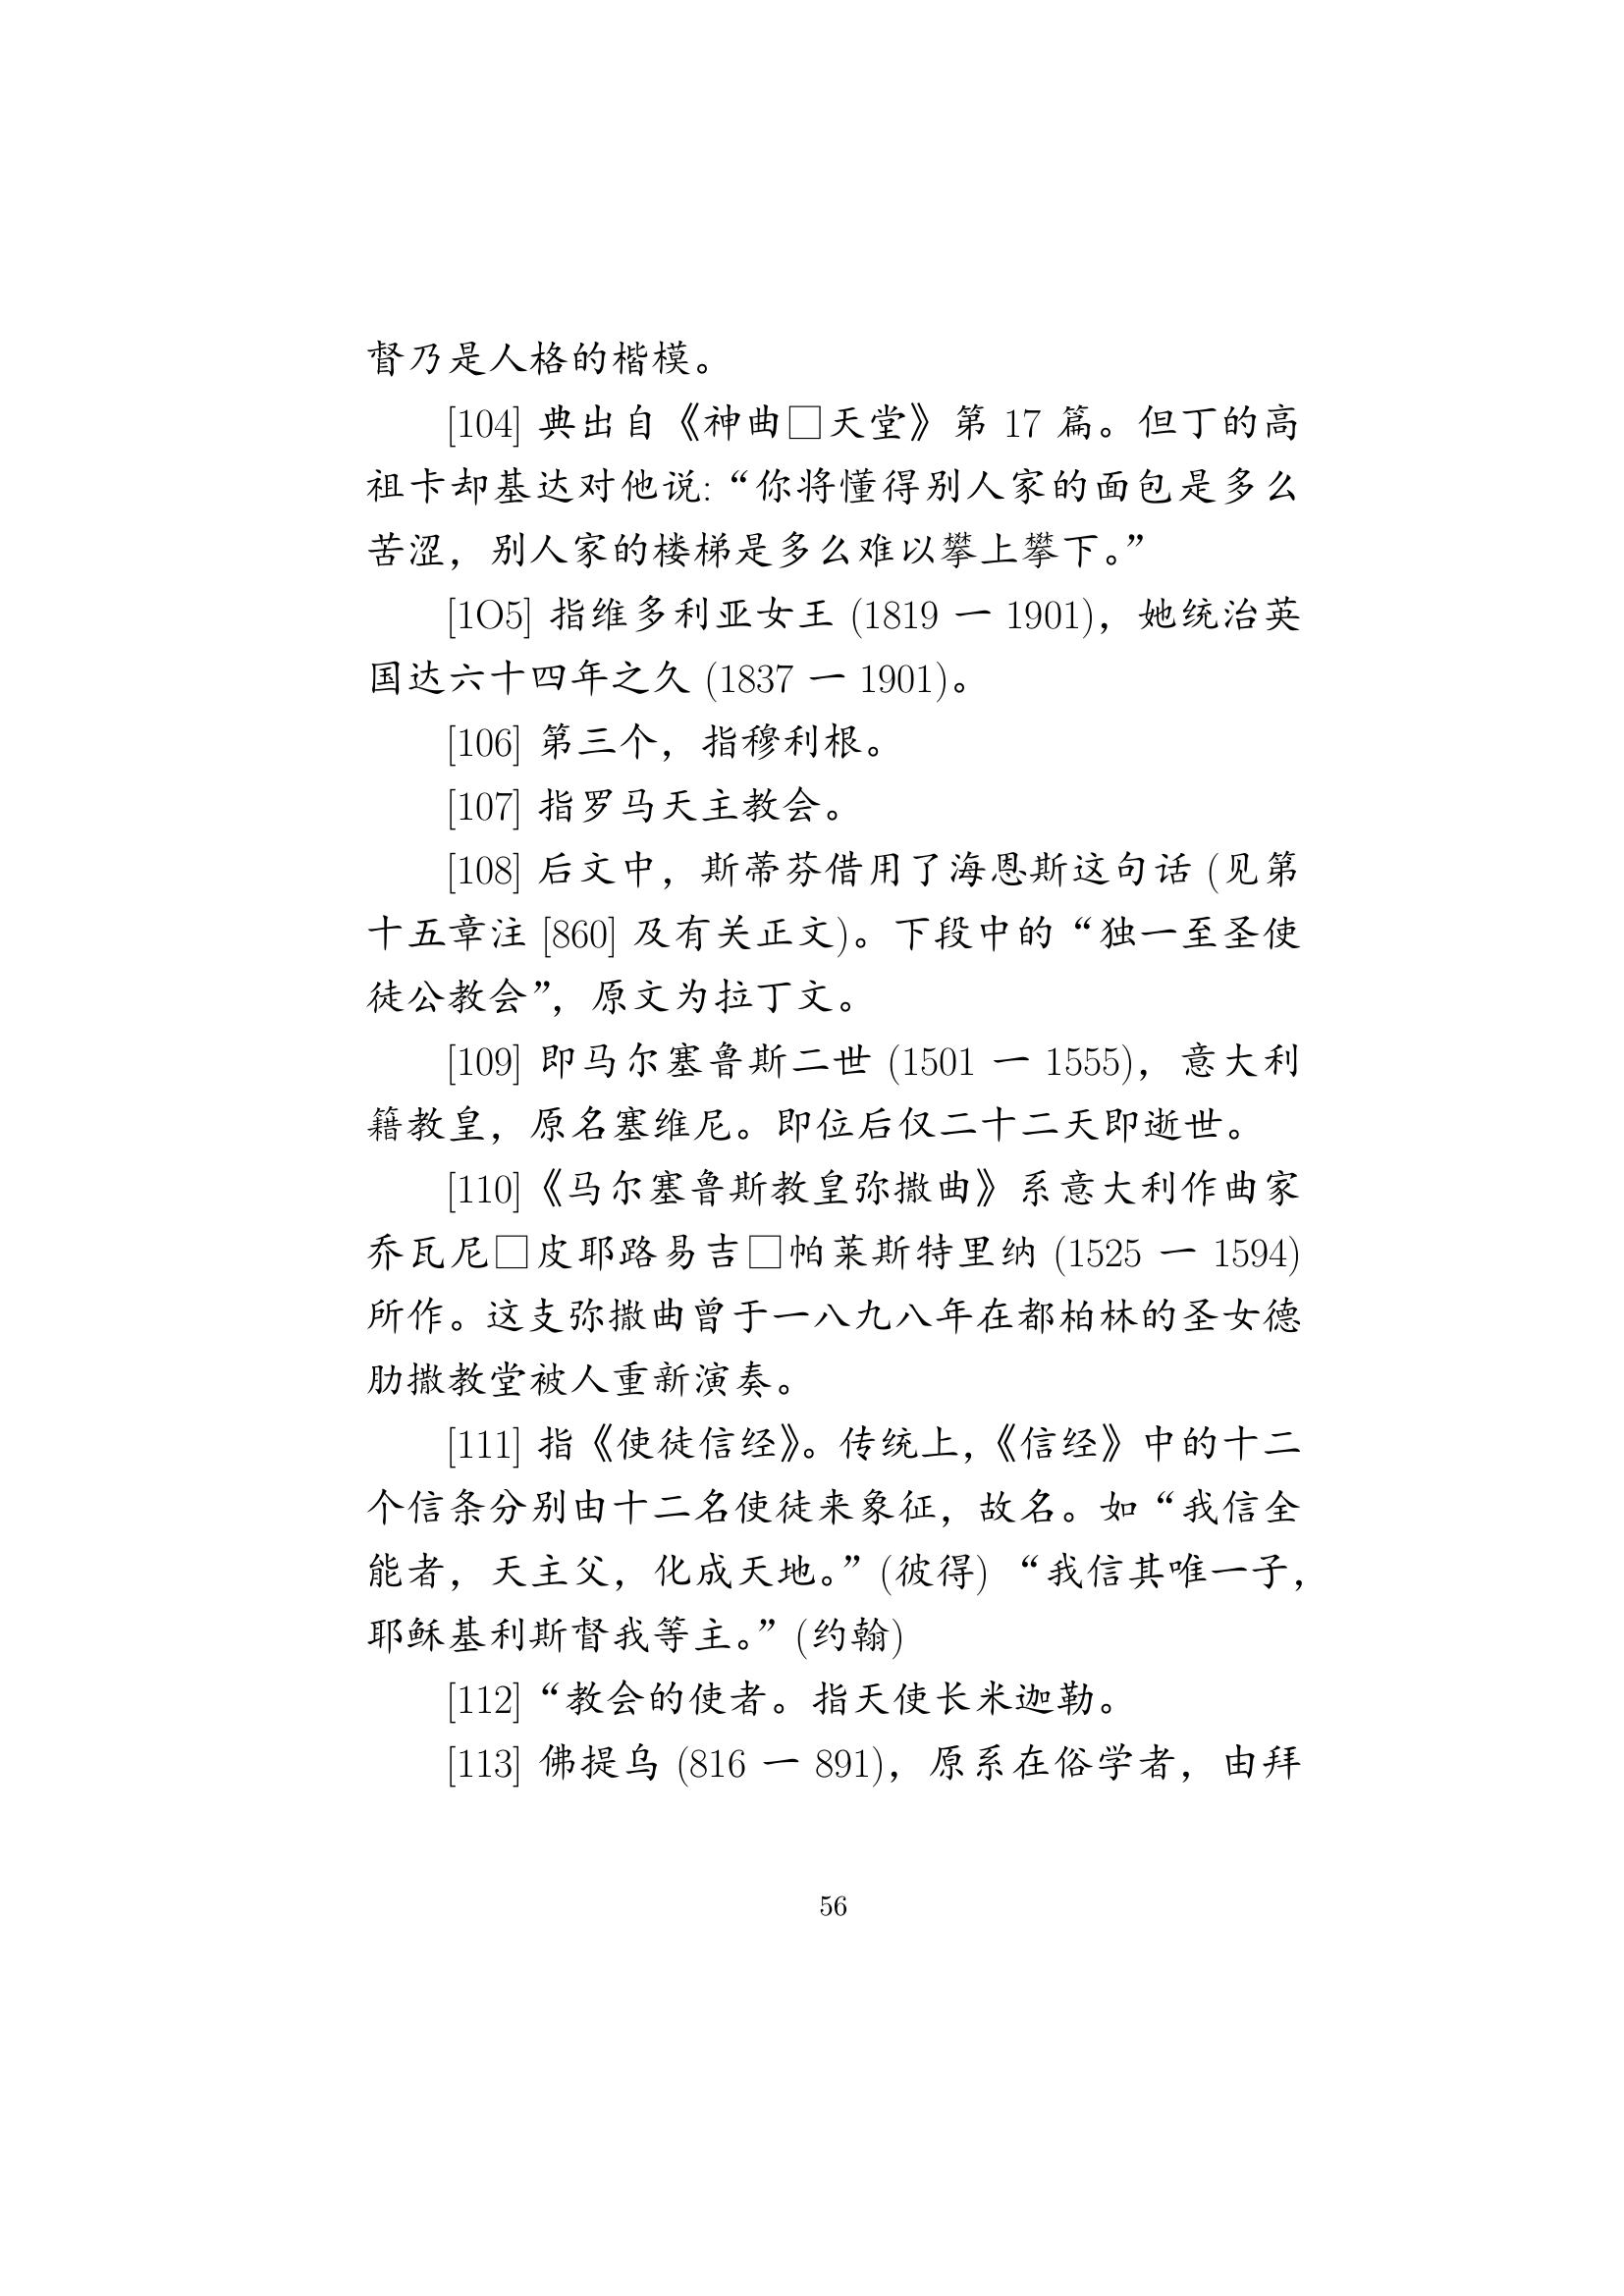 督乃是人格的楷模。
[104] 典出自《神曲□天堂》第 17 篇。但丁的高
祖卡却基达对他说:“你将懂得别人家的面包是多么
苦涩，别人家的楼梯是多么难以攀上攀下。”
[1O5] 指维多利亚女王 (1819 一 1901)，她统治英
国达六十四年之久 (1837 一 1901)。
[106] 第三个，指穆利根。
[107] 指罗马天主教会。
[108] 后文中，斯蒂芬借用了海恩斯这句话 (见第
十五章注 [860] 及有关正文)。下段中的“独一至圣使
徒公教会”，原文为拉丁文。
[109] 即马尔塞鲁斯二世 (1501 一 1555)，意大利
籍教皇，原名塞维尼。即位后仅二十二天即逝世。
[110]《马尔塞鲁斯教皇弥撒曲》系意大利作曲家
乔瓦尼□皮耶路易吉□帕莱斯特里纳 (1525 一 1594)
所作。这支弥撒曲曾于一八九八年在都柏林的圣女德
肋撒教堂被人重新演奏。
[111] 指《使徒信经》。传统上，《信经》中的十二
个信条分别由十二名使徒来象征，故名。如“我信全
能者，天主父，化成天地。”(彼得) “我信其唯一子，
耶稣基利斯督我等主。”(约翰)
[112]“教会的使者。指天使长米迦勒。
[113] 佛提乌 (816 一 891)，原系在俗学者，由拜
56